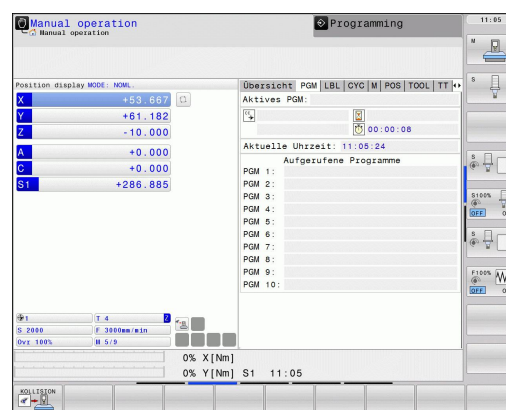 Manual operation
Manual operation
Programming
11:05
M
Position display MODE: NOML.
X +53.667
Y +61.182
Z -10.000
A +0.000
C +0.000
S1 +286.885
1 T 4 Z
S 2000 F 3000mm/min
Ovr 100% M 5/9
Übersicht PGM LBL CYC M POS TOOL TT
Aktives PGM:
00:00:08
Aktuelle Uhrzeit: 11:05:24
Aufgerufene Programme
PGM 1:
PGM 2:
PGM 3:
PGM 4:
PGM 5:
PGM 6:
PGM 7:
PGM 8:
PGM 9:
PGM 10:
0% X[Nm]
0% Y[Nm] S1 11:05
S
S
S100%
OFF
S
F100%
OFF
KOLLISION